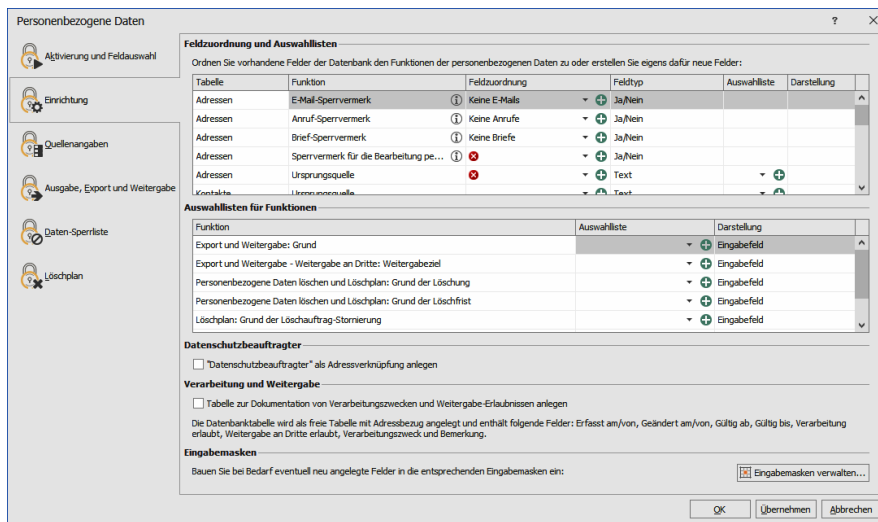 Personenbezogene Daten
?
Aktivierung und Feldauswahl
Einrichtung
Quellenangaben
Ausgabe, Export und Weitergabe
Daten-Sperrliste
Löschplan
Feldzuordnung und Auswahllisten
Ordnen Sie vorhandene Felder der Datenbank den Funktionen der personenbezogenen Daten zu oder erstellen Sie eigens dafür neue Felder:
Tabelle Funktion Feldzuordnung Feldtyp Auswahlliste Darstellung
Adressen E-Mail-Sperrvermerk Keine E-Mails Ja/Nein
Adressen Anruf-Sperrvermerk Keine Anrufe Ja/Nein
Adressen Brief-Sperrvermerk Keine Briefe Ja/Nein
Adressen Sperrvermerk für die Bearbeitung pe... Ja/Nein
Adressen Ursprungsquelle Text
Kontakte Ursprungsquelle Text
Auswahllisten für Funktionen
Funktion Auswahlliste Darstellung
Export und Weitergabe: Grund Eingabefeld
Export und Weitergabe - Weitergabe an Dritte: Weitergabeziel Eingabefeld
Personenbezogene Daten löschen und Löschplan: Grund der Löschung Eingabefeld
Personenbezogene Daten löschen und Löschplan: Grund der Löschfrist Eingabefeld
Löschplan: Grund der Löschauftrag-Stornierung Eingabefeld
Datenschutzbeauftragter
"Datenschutzbeauftragter" als Adressverknüpfung anlegen
Verarbeitung und Weitergabe
Tabelle zur Dokumentation von Verarbeitungszwecken und Weitergabe-Erlaubnissen anlegen
Die Datenbanktabelle wird als freie Tabelle mit Adressbezug angelegt und enthält folgende Felder: Erfasst am/von, Geändert am/von, Gültig ab, Gültig bis, Verarbeitung
erlaubt, Weitergabe an Dritte erlaubt, Verarbeitungszweck und Bemerkung.
Eingabemasken
Bauen Sie bei Bedarf eventuell neu angelegte Felder in die entsprechenden Eingabemasken ein:
Eingabemasken verwalten...
OK Übernehmen Abbrechen